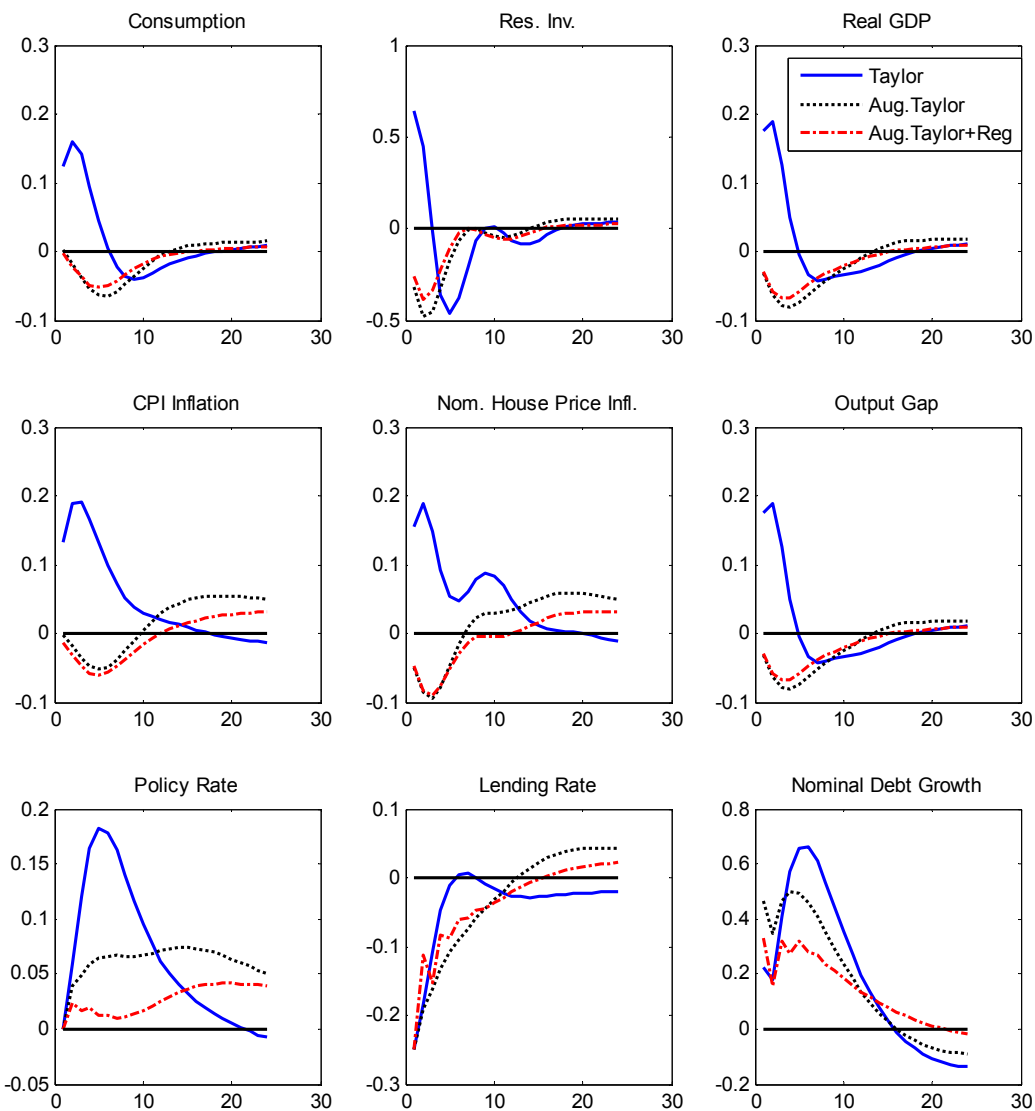 Consumption
0.3
0.2
0.1
0
-0.1
0 10 20 30
Res. Inv.
1
0.5
0
-0.5
0 10 20 30
Real GDP
0.3
0.2
0.1
0
-0.1
0 10 20 30
Taylor
Aug.Taylor
Aug.Taylor+Reg
CPI Inflation
0.3
0.2
0.1
0
-0.1
0 10 20 30
Nom. House Price Infl.
0.3
0.2
0.1
0
-0.1
0 10 20 30
Output Gap
0.3
0.2
0.1
0
-0.1
0 10 20 30
Policy Rate
0.2
0.15
0.1
0.05
0
-0.05
0 10 20 30
Lending Rate
0.1
0
-0.1
-0.2
-0.3
0 10 20 30
Nominal Debt Growth
0.8
0.6
0.4
0.2
0
-0.2
0 10 20 30